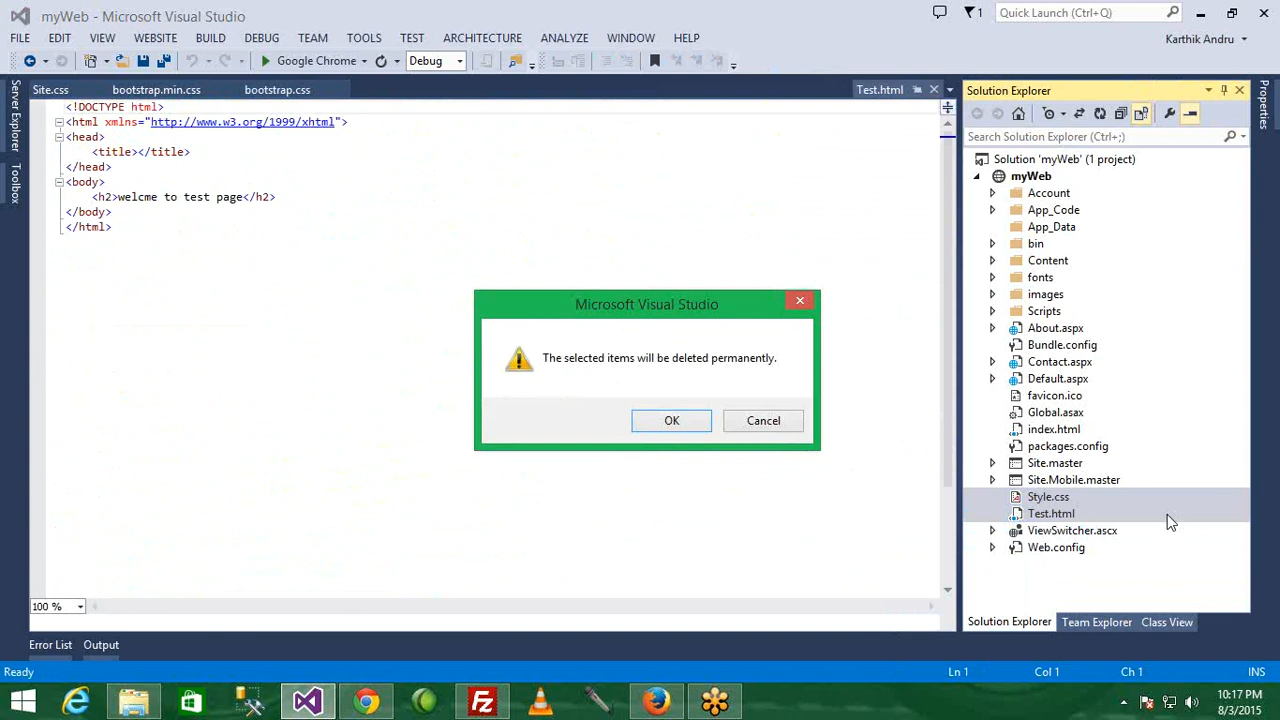 myWeb - Microsoft Visual Studio
1
Quick Launch (Ctrl+Q)
FILE EDIT VIEW WEBSITE BUILD DEBUG TEAM TOOLS TEST ARCHITECTURE ANALYZE WINDOW HELP
Karthik Andru
Google Chrome
Debug
Server Explorer
Toolbox
Site.css bootstrap.min.css bootstrap.css Test.html
<!DOCTYPE html>
<html xmlns="http://www.w3.org/1999/xhtml">
<head>
<title></title>
</head>
<body>
<h2>welcme to test page</h2>
</body>
</html>
Microsoft Visual Studio
The selected items will be deleted permanently.
OK Cancel
100 %
Solution Explorer
Search Solution Explorer (Ctrl+;)
Solution 'myWeb' (1 project)
myWeb
Account
App_Code
App_Data
bin
Content
fonts
images
Scripts
About.aspx
Bundle.config
Contact.aspx
Default.aspx
favicon.ico
Global.asax
index.html
packages.config
Site.master
Site.Mobile.master
Style.css
Test.html
ViewSwitcher.ascx
Web.config
Solution Explorer Team Explorer Class View
Properties
Error List Output
Ready Ln 1 Col 1 Ch 1 INS
10:17 PM
8/3/2015